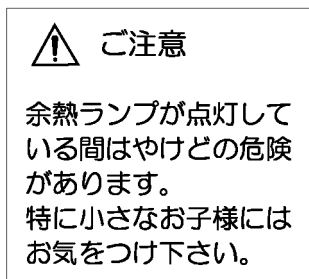 ご注意
余熱ランプが点灯して
いる間はやけどの危険
があります。
特に小さなお子様には
お気をつけ下さい。